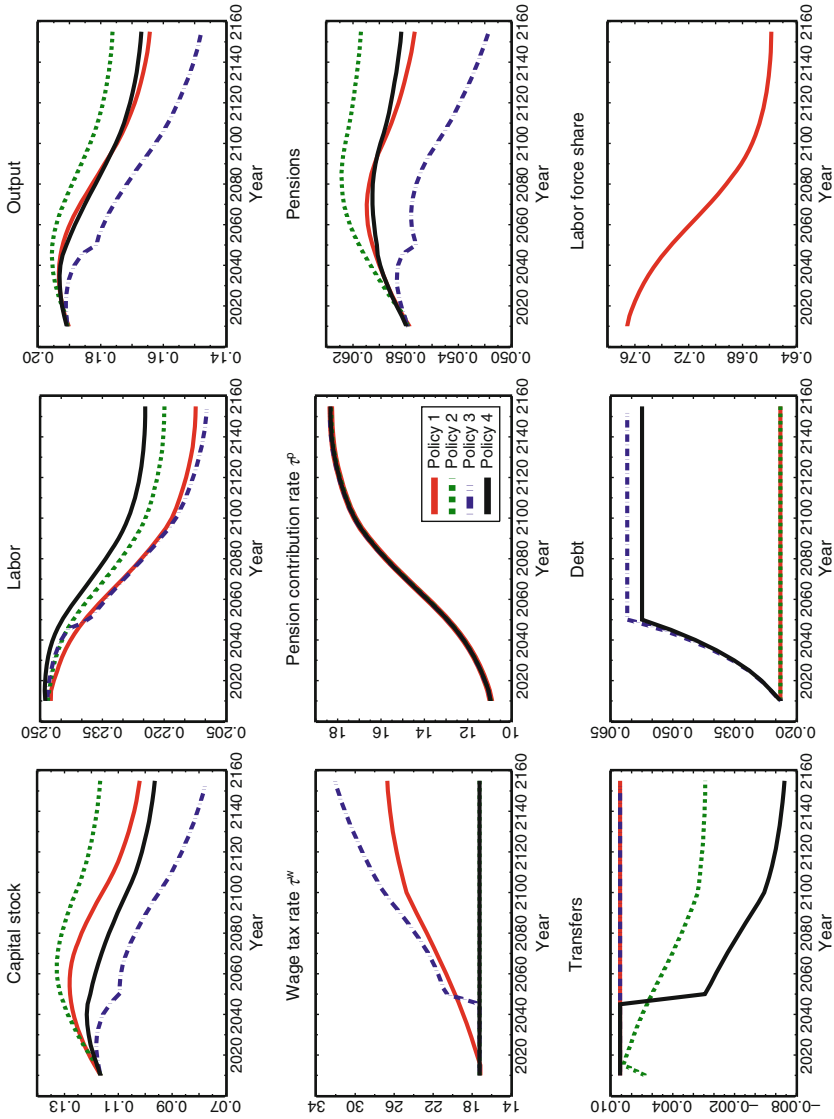 Capital stock
0.13
0.11
0.09
0.07
2020 2040 2060 2080 2100 2120 2140 2160
Year
Labor
0.250
0.235
0.220
0.205
2020 2040 2060 2080 2100 2120 2140 2160
Year
Output
0.20
0.18
0.16
0.14
2020 2040 2060 2080 2100 2120 2140 2160
Year
Wage tax rate τʷ
34
30
26
22
18
14
2020 2040 2060 2080 2100 2120 2140 2160
Year
Pension contribution rate τᵖ
18
16
14
12
10
Policy 1
Policy 2
Policy 3
Policy 4
2020 2040 2060 2080 2100 2120 2140 2160
Year
Pensions
0.062
0.058
0.054
0.050
2020 2040 2060 2080 2100 2120 2140 2160
Year
Transfers
0.010
0.004
−0.002
−0.08
2020 2040 2060 2080 2100 2120 2140 2160
Year
Debt
0.065
0.050
0.035
0.020
2020 2040 2060 2080 2100 2120 2140 2160
Year
Labor force share
0.76
0.72
0.68
0.64
2020 2040 2060 2080 2100 2120 2140 2160
Year